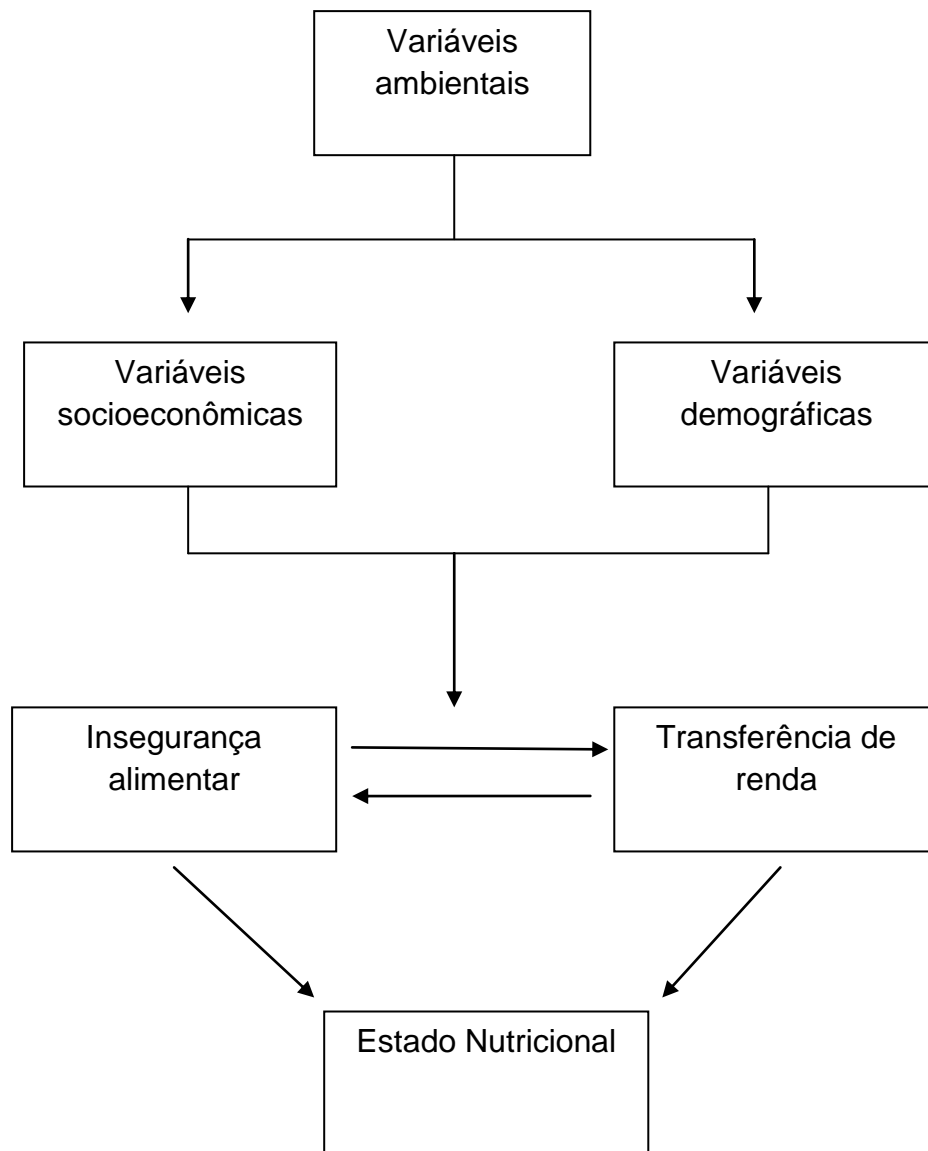 Variáveis
ambientais
Variáveis
socioeconômicas
Variáveis
demográficas
Insegurança
alimentar
Transferência de
renda
Estado Nutricional